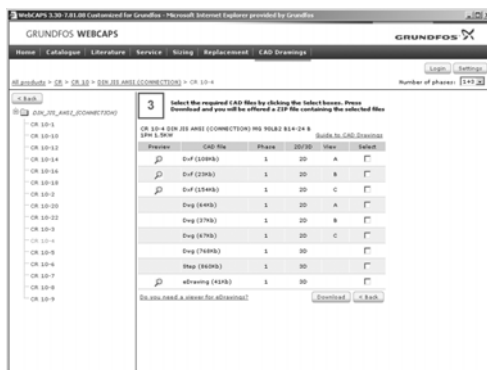 WebCAPS 3.30-7.81.08 Customized for Grundfos - Microsoft Internet Explorer provided by Grundfos
GRUNDFOS WEBCAPS
GRUNDFOS
Home Catalogue Literature Service Sizing Replacement CAD Drawings
Login Settings
All products > CR > CR 10 > DIN JIS ANSI (CONNECTION) > CR 10-4
Number of phases:
< Back
DIN_JIS_ANSI_(CONNECTION)
CR 10-1
CR 10-10
CR 10-12
CR 10-14
CR 10-16
CR 10-18
CR 10-2
CR 10-20
CR 10-22
CR 10-3
CR 10-4
CR 10-5
CR 10-6
CR 10-7
CR 10-8
CR 10-9
3
Select the required CAD files by clicking the Select boxes. Press
Download and you will be offered a ZIP file containing the selected files
CR 10-4 DIN JIS ANSI (CONNECTION) MG 90LB2 B14-24 B
1PH 1.5KW
Guide to CAD Drawings
Preview CAD file Phase 2D/3D View Select
Dxf (108Kb) 1 2D A
Dxf (23Kb) 1 2D B
Dxf (154Kb) 1 2D C
Dwg (64Kb) 1 2D A
Dwg (37Kb) 1 2D B
Dwg (67Kb) 1 2D C
Dwg (768Kb) 1 3D
Step (960Kb) 1 3D
eDrawing (41Kb) 1 3D
Do you need a viewer for eDrawings?
Download < Back